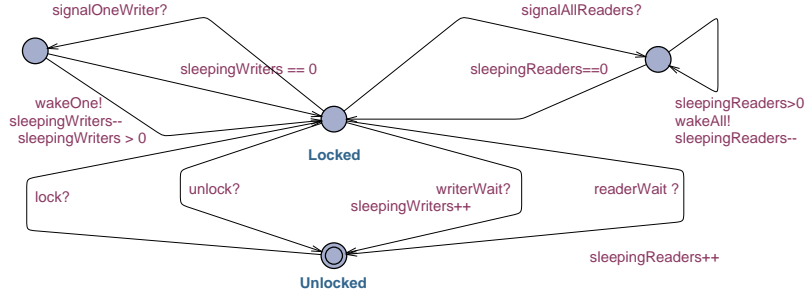 signalOneWriter?
signalAllReaders?
sleepingWriters == 0
sleepingReaders==0
wakeOne!
sleepingWriters--
sleepingWriters > 0
sleepingReaders>0
wakeAll!
sleepingReaders--
Locked
lock?
unlock?
writerWait?
sleepingWriters++
readerWait ?
sleepingReaders++
Unlocked